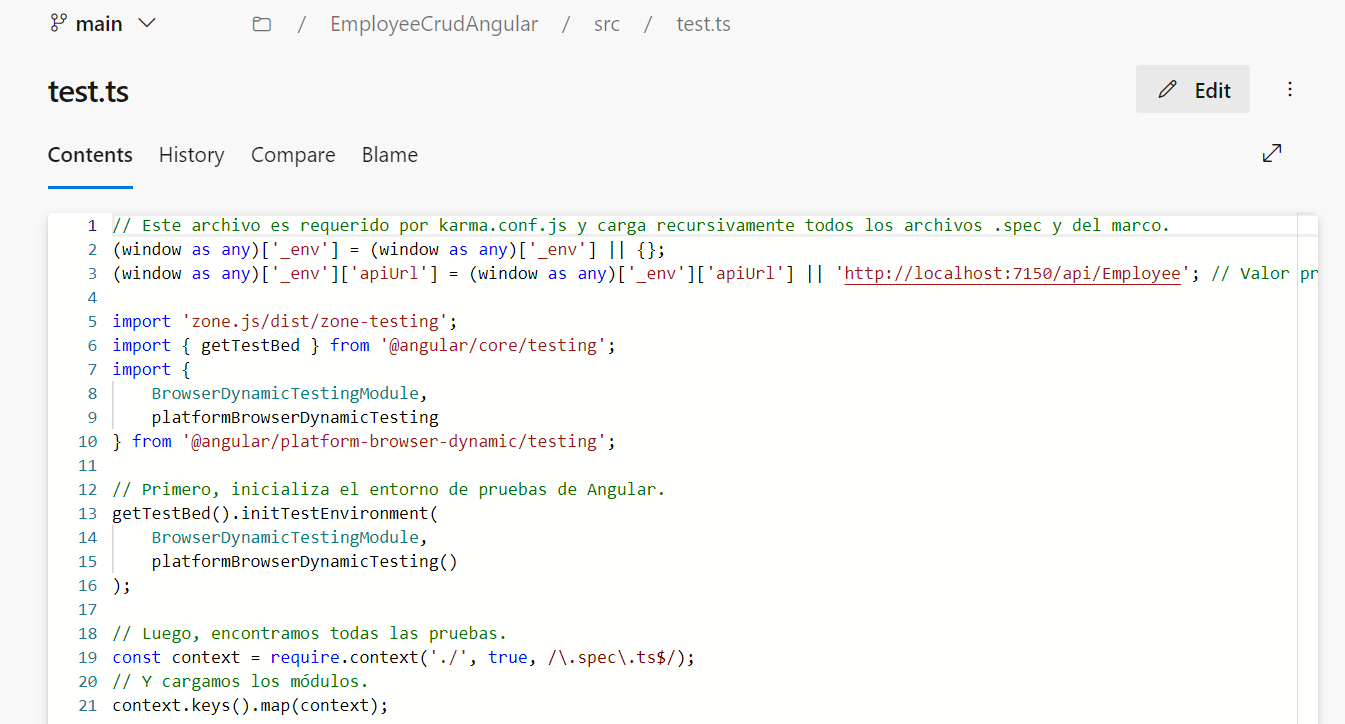 main
/ EmployeeCrudAngular / src / test.ts
test.ts
Edit
Contents History Compare Blame
1 // Este archivo es requerido por karma.conf.js y carga recursivamente todos los archivos .spec y del marco.
2 (window as any)['_env'] = (window as any)['_env'] || {};
3 (window as any)['_env']['apiUrl'] = (window as any)['_env']['apiUrl'] || 'http://localhost:7150/api/Employee'; // Valor pr
4
5 import 'zone.js/dist/zone-testing';
6 import { getTestBed } from '@angular/core/testing';
7 import {
8     BrowserDynamicTestingModule,
9     platformBrowserDynamicTesting
10 } from '@angular/platform-browser-dynamic/testing';
11
12 // Primero, inicializa el entorno de pruebas de Angular.
13 getTestBed().initTestEnvironment(
14     BrowserDynamicTestingModule,
15     platformBrowserDynamicTesting()
16 );
17
18 // Luego, encontramos todas las pruebas.
19 const context = require.context('./', true, /\.spec\.ts$/);
20 // Y cargamos los módulos.
21 context.keys().map(context);